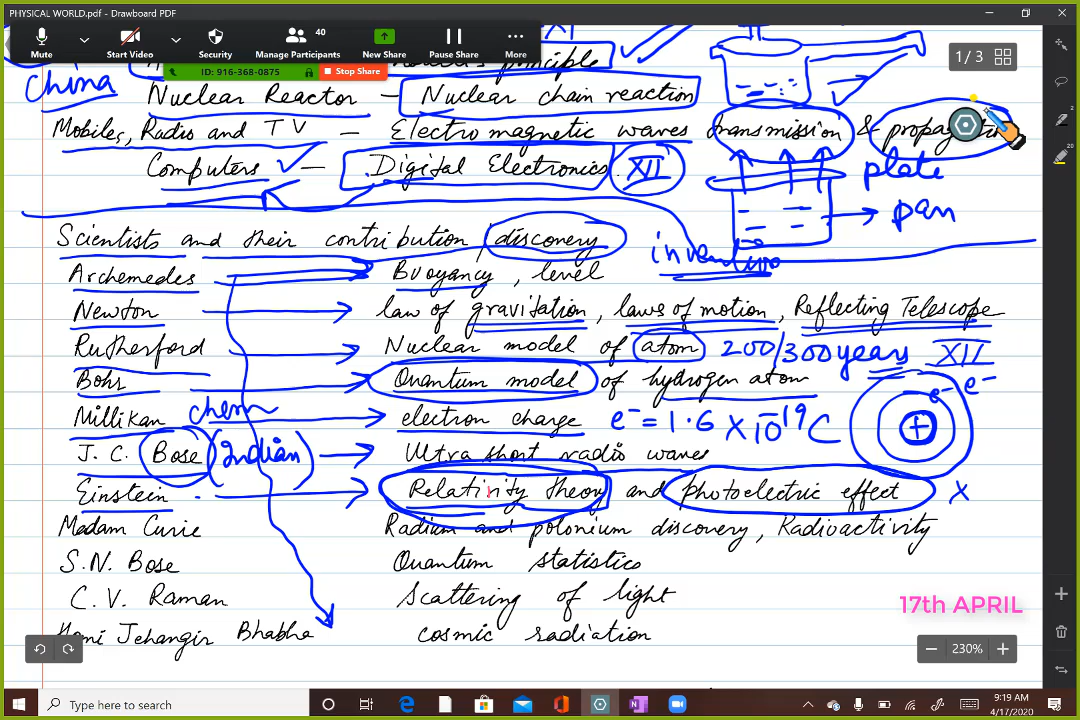 PHYSICAL WORLD.pdf - Drawboard PDF
Mute
Start Video
Security
Manage Participants
40
New Share
Pause Share
More
ID: 916-368-0875
Stop Share
XI
1/3
principle
China
Nuclear Reactor - Nuclear chain reaction
Mobiles, Radio and TV - Electromagnetic waves transmission &
Computers - Digital Electronics. XII
plate
pan
Scientists and their contribution, discovery
Archemedes Buoyancy, level
Newton law of gravitation, laws of motion, Reflecting Telescope
Rutherford Nuclear model of atom 200/300 years XII
Bohr Quantum model of hydrogen atom e- e-
Millikan chem electron charge e- = 1.6 X 10-19 C +
J. C. Bose (Indian) Ultra short radio waves
Einstein Relativity theory and photoelectric effect X
Madam Curie Radium and polonium discovery, Radioactivity
S.N. Bose Quantum statistics
C. V. Raman Scattering of light
17th APRIL
Homi Jehangir Bhabha cosmic radiation
230%
Type here to search
9:19 AM
4/17/2020